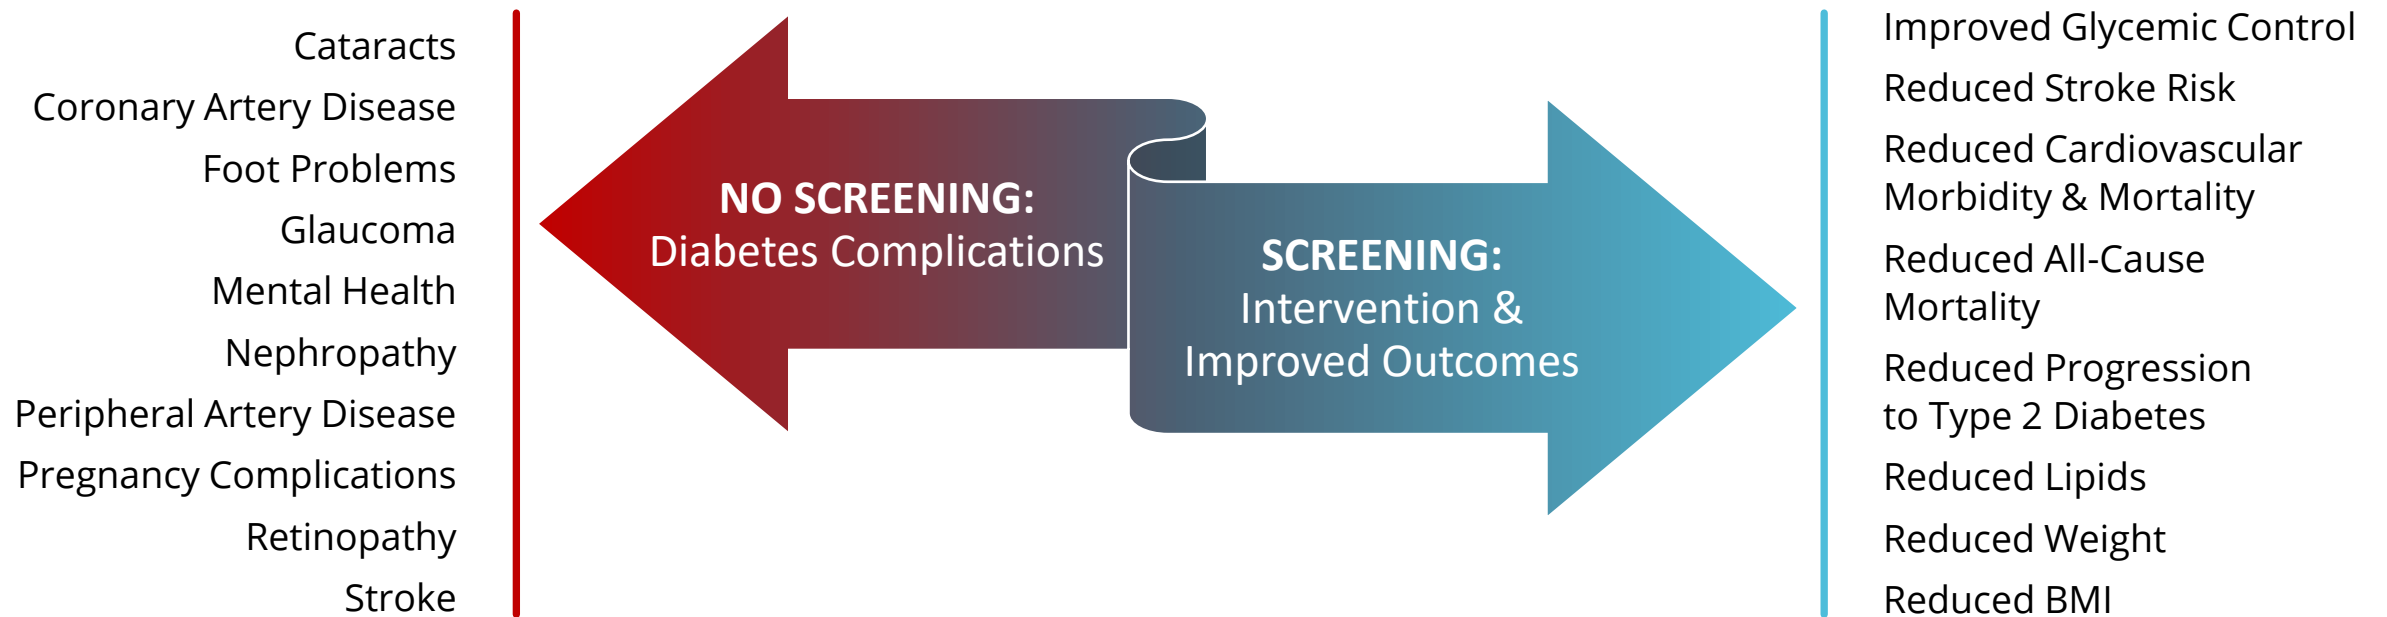 Cataracts
Coronary Artery Disease
Foot Problems
Glaucoma
Mental Health
Nephropathy
Peripheral Artery Disease
Pregnancy Complications
Retinopathy
Stroke
NO SCREENING:
Diabetes Complications
SCREENING:
Intervention &
Improved Outcomes
Improved Glycemic Control
Reduced Stroke Risk
Reduced Cardiovascular
Morbidity & Mortality
Reduced All-Cause
Mortality
Reduced Progression
to Type 2 Diabetes
Reduced Lipids
Reduced Weight
Reduced BMI